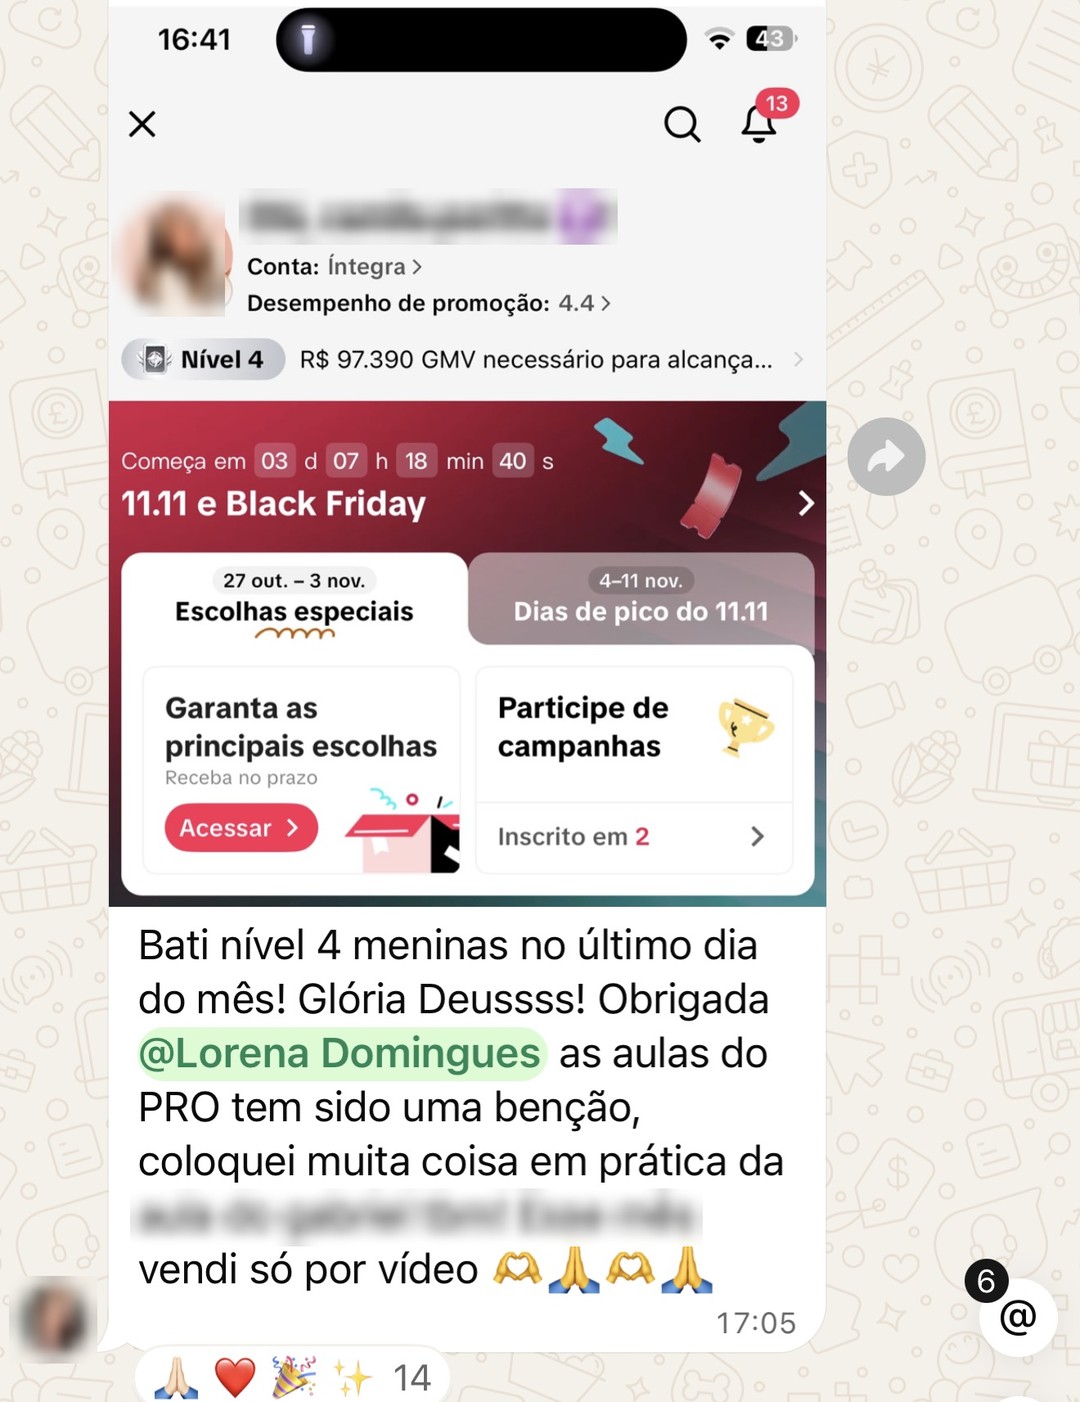 16:41
43
13
Conta: Íntegra >
Desempenho de promoção: 4.4 >
Nível 4 R$ 97.390 GMV necessário para alcança... >
Começa em 03 d 07 h 18 min 40 s
11.11 e Black Friday
27 out. – 3 nov.
Escolhas especiais
4–11 nov.
Dias de pico do 11.11
Garanta as
principais escolhas
Receba no prazo
Acessar >
Participe de
campanhas
Inscrito em 2 >
Bati nível 4 meninas no último dia
do mês! Glória Deussss! Obrigada
@Lorena Domingues as aulas do
PRO tem sido uma benção,
coloquei muita coisa em prática da
vendi só por vídeo 🫶🙏🫶🙏
17:05
🙏🏻 ❤️ 🎉 ✨ 14
6
@